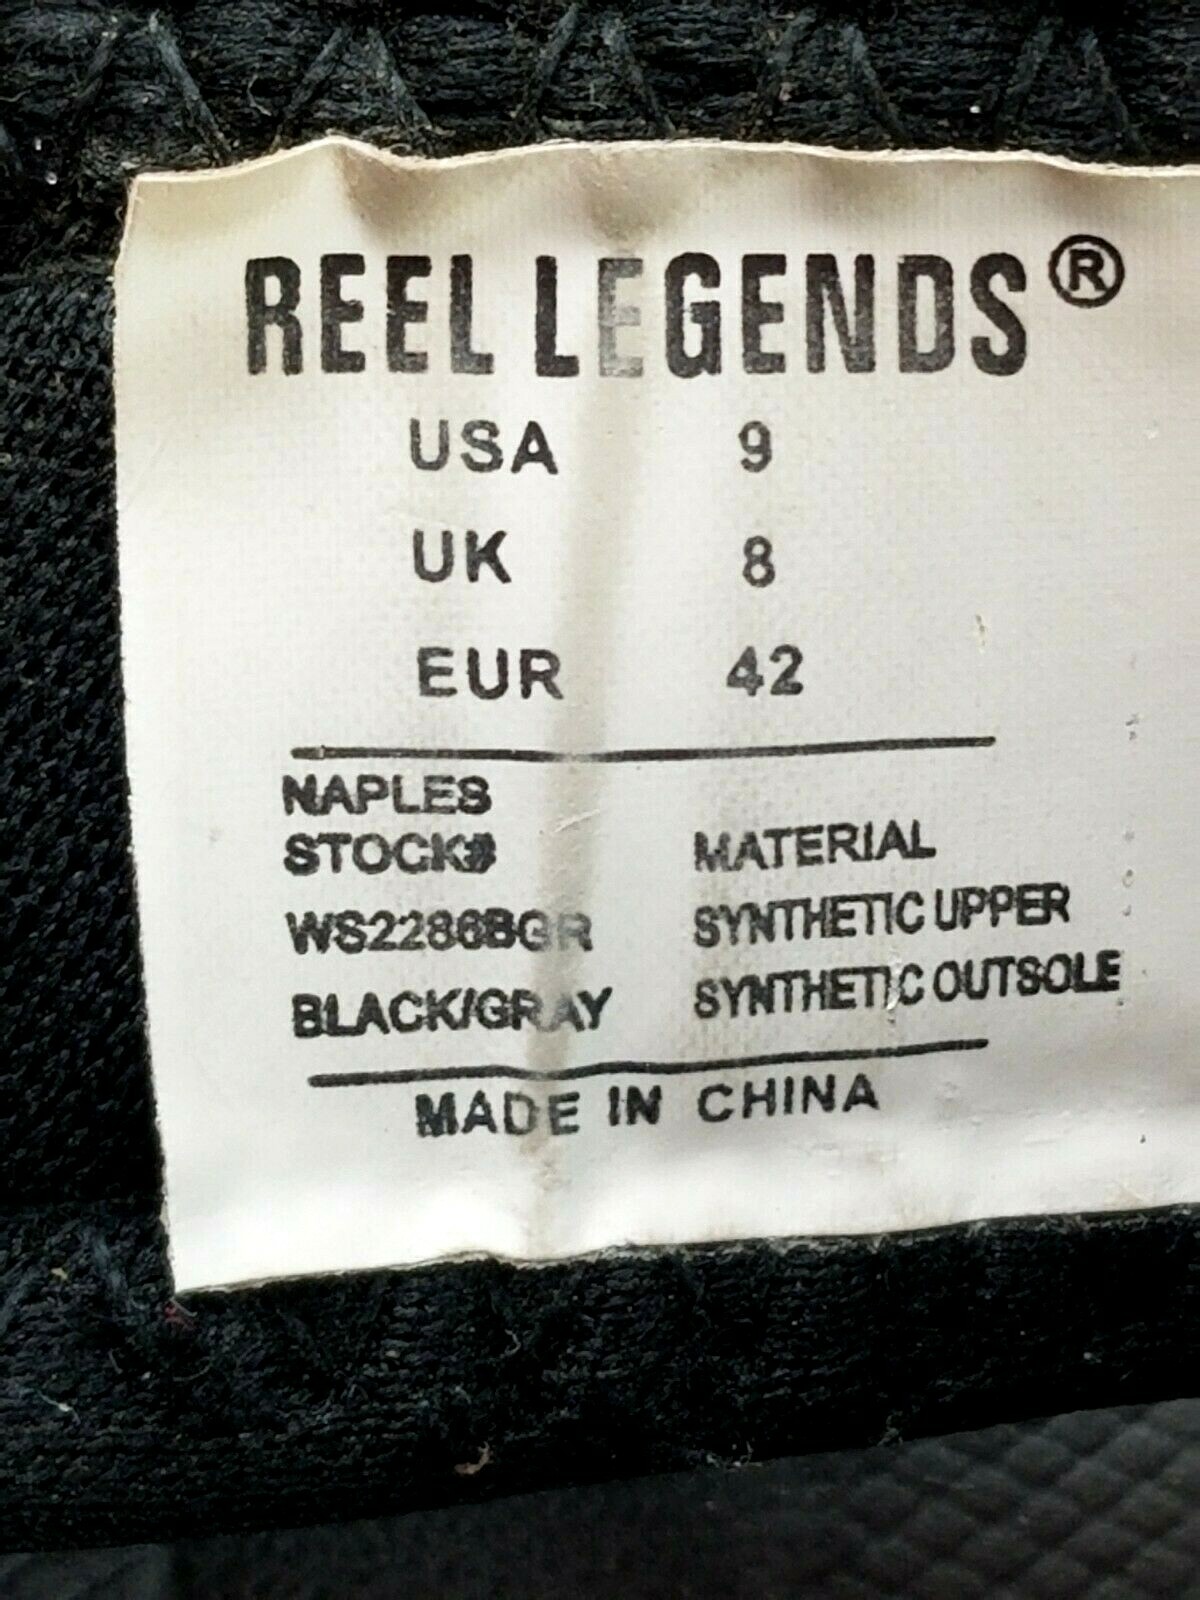 REEL LEGENDS®
USA 9
UK 8
EUR 42
NAPLES
STOCK# MATERIAL
WS2286BGR SYNTHETIC UPPER
BLACK/GRAY SYNTHETIC OUTSOLE
MADE IN CHINA